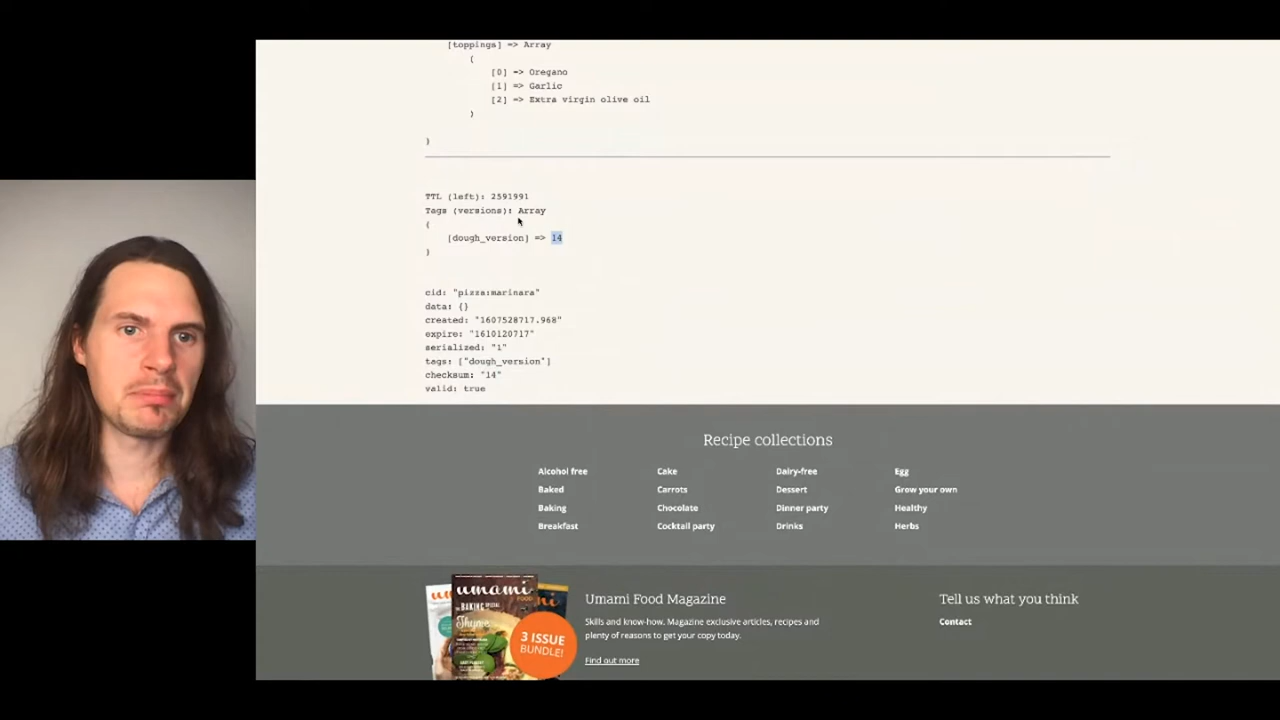 [toppings] => Array
(
[0] => Oregano
[1] => Garlic
[2] => Extra virgin olive oil
)
)
TTL (left): 2591991
Tags (versions): Array
(
[dough_version] => 14
)
cid: "pizza:marinara"
data: {}
created: "1607528717.968"
expire: "1610120717"
serialized: "1"
tags: ["dough_version"]
checksum: "14"
valid: true
Recipe collections
Alcohol free Cake Dairy-free Egg
Baked Carrots Dessert Grow your own
Baking Chocolate Dinner party Healthy
Breakfast Cocktail party Drinks Herbs
umami
FOOD
BAKING
Thyme
3 ISSUE
BUNDLE!
Umami Food Magazine
Skills and know-how. Magazine exclusive articles, recipes and
plenty of reasons to get your copy today.
Find out more
Tell us what you think
Contact